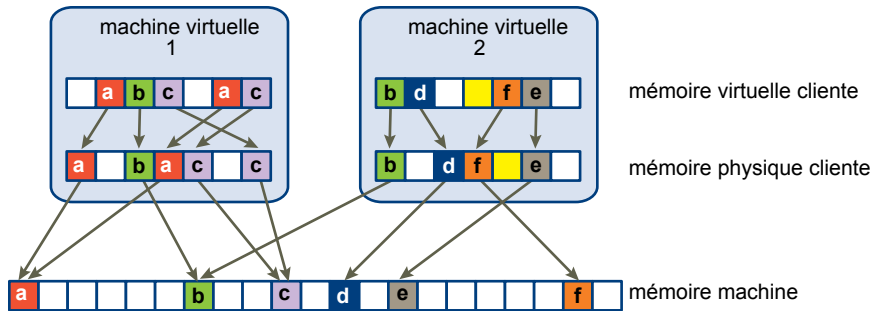 machine virtuelle
1
machine virtuelle
2
a b c a c
b d f e
mémoire virtuelle cliente
a b a c c
b d f e
mémoire physique cliente
a b c d e f
mémoire machine